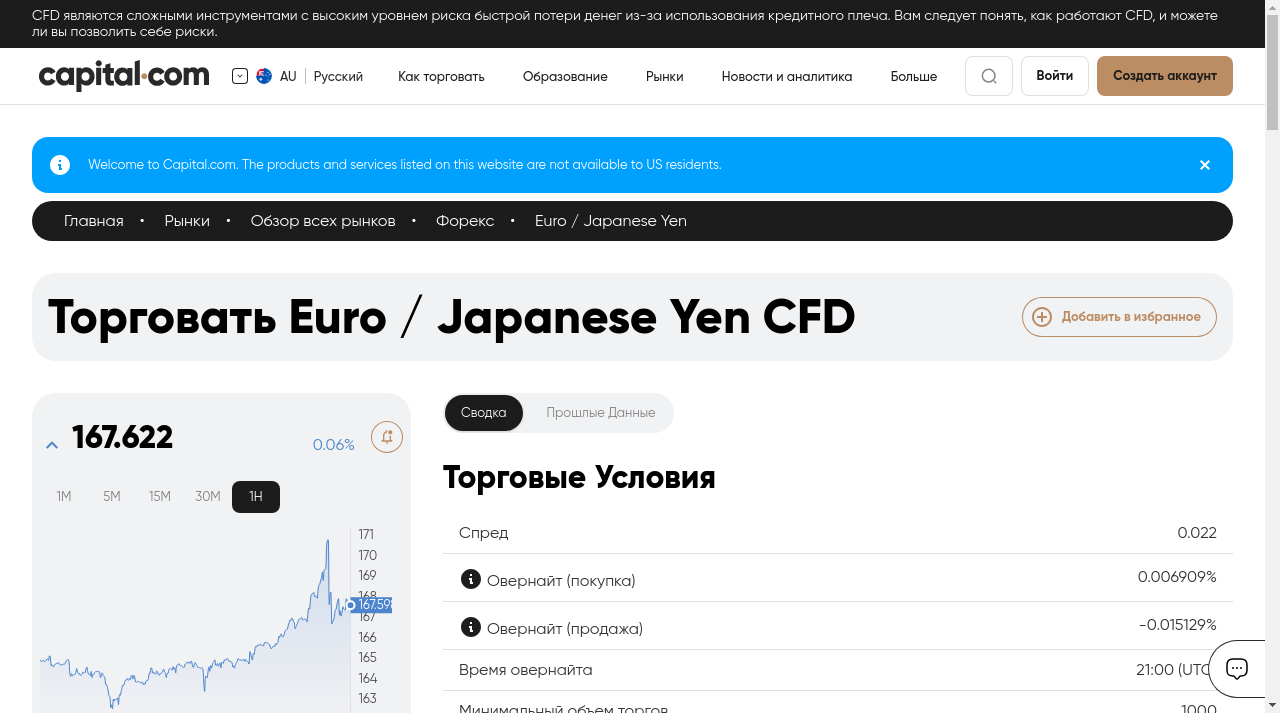 CFD являются сложными инструментами с высоким уровнем риска быстрой потери денег из-за использования кредитного плеча. Вам следует понять, как работают CFD, и можете
ли вы позволить себе риски.
capital.com
AU
Русский
Как торговать
Образование
Рынки
Новости и аналитика
Больше
Войти
Создать аккаунт
Welcome to Capital.com. The products and services listed on this website are not available to US residents.
Главная • Рынки • Обзор всех рынков • Форекс • Euro / Japanese Yen
Торговать Euro / Japanese Yen CFD
Добавить в избранное
167.622
0.06%
1M 5M 15M 30M 1H
171
170
169
168
167.59
167
166
165
164
163
Сводка
Прошлые Данные
Торговые Условия
Спред 0.022
Овернайт (покупка) 0.006909%
Овернайт (продажа) -0.015129%
Время овернайта 21:00 (UTC
Минимальный объем торгов 1000